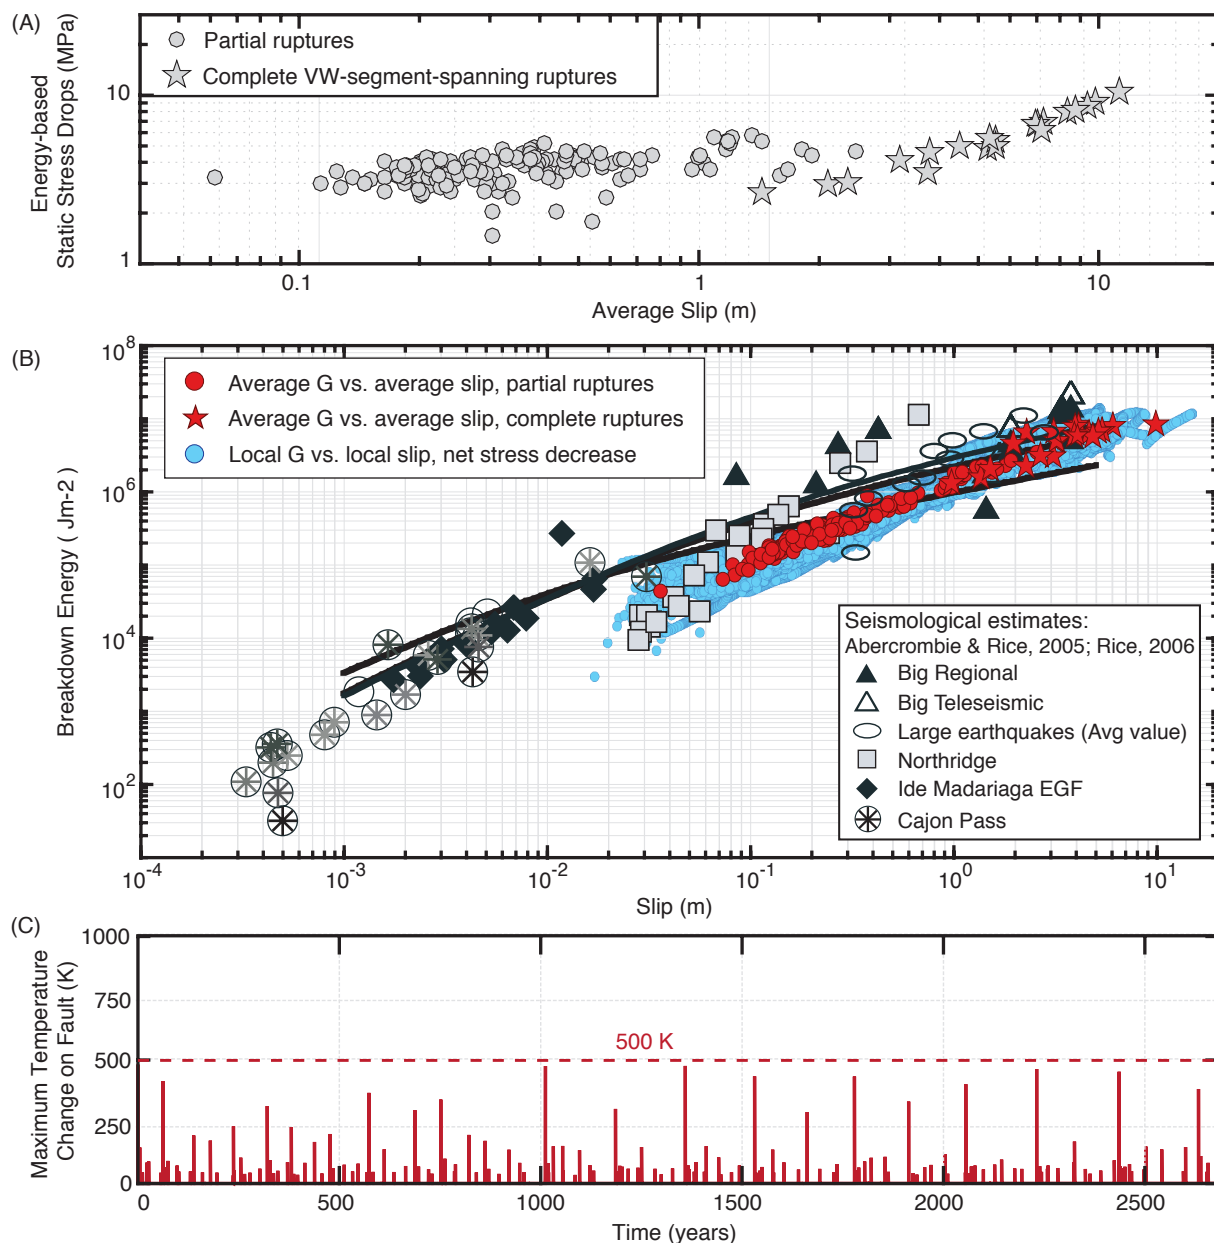 (A)
Energy-based
Static Stress Drops (MPa)
Partial ruptures
Complete VW-segment-spanning ruptures
10
1
0.1
1
10
Average Slip (m)
(B)
Breakdown Energy ( Jm-2)
10^8
10^6
10^4
10^2
Average G vs. average slip, partial ruptures
Average G vs. average slip, complete ruptures
Local G vs. local slip, net stress decrease
Seismological estimates:
Abercrombie & Rice, 2005; Rice, 2006
Big Regional
Big Teleseismic
Large earthquakes (Avg value)
Northridge
Ide Madariaga EGF
Cajon Pass
10^-4
10^-3
10^-2
10^-1
10^0
10^1
Slip (m)
(C)
Maximum Temperature
Change on Fault (K)
1000
750
500
250
0
500 K
0
500
1000
1500
2000
2500
Time (years)